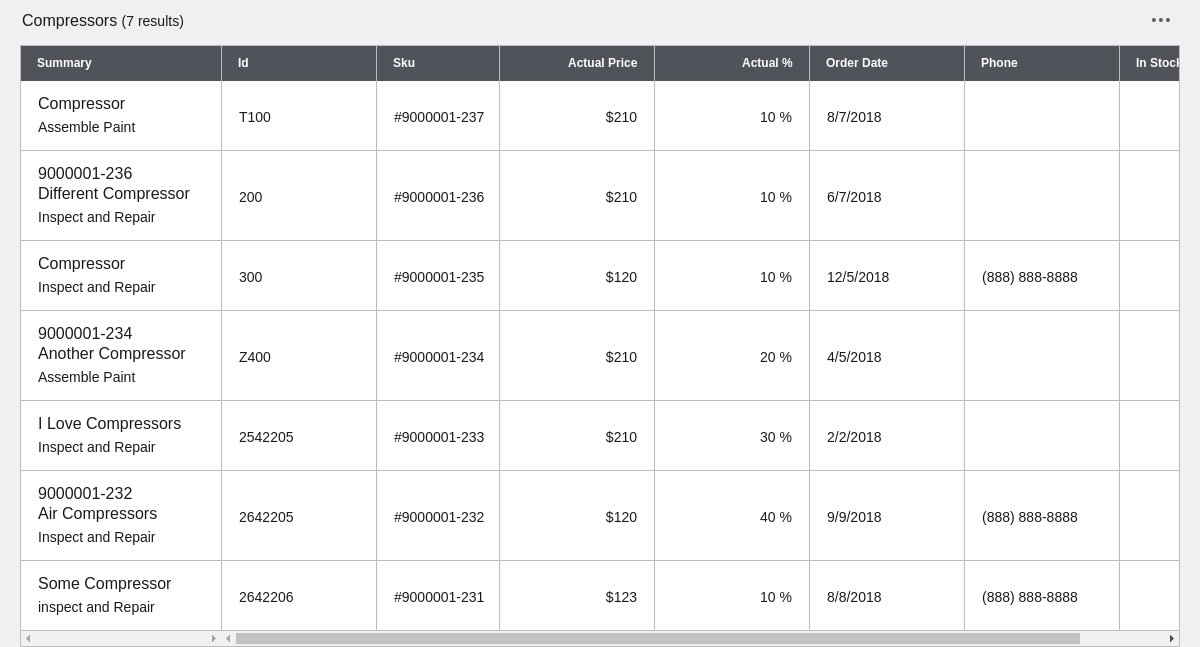 Compressors (7 results)
Summary Id Sku Actual Price Actual % Order Date Phone In Stock
Compressor
Assemble Paint
T100 #9000001-237 $210 10 % 8/7/2018
9000001-236
Different Compressor
Inspect and Repair
200 #9000001-236 $210 10 % 6/7/2018
Compressor
Inspect and Repair
300 #9000001-235 $120 10 % 12/5/2018 (888) 888-8888
9000001-234
Another Compressor
Assemble Paint
Z400 #9000001-234 $210 20 % 4/5/2018
I Love Compressors
Inspect and Repair
2542205 #9000001-233 $210 30 % 2/2/2018
9000001-232
Air Compressors
Inspect and Repair
2642205 #9000001-232 $120 40 % 9/9/2018 (888) 888-8888
Some Compressor
inspect and Repair
2642206 #9000001-231 $123 10 % 8/8/2018 (888) 888-8888